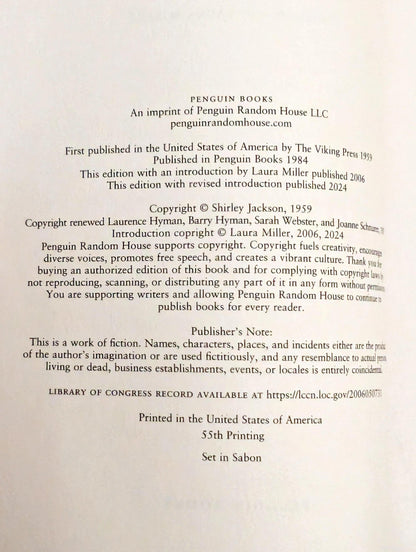 PENGUIN BOOKS
An imprint of Penguin Random House LLC
penguinrandomhouse.com
First published in the United States of America by The Viking Press 1959
Published in Penguin Books 1984
This edition with an introduction by Laura Miller published 2006
This edition with revised introduction published 2024
Copyright © Shirley Jackson, 1959
Copyright renewed Laurence Hyman, Barry Hyman, Sarah Webster, and Joanne
Introduction copright © Laura Miller, 2006, 2024
Penguin Random House supports copyright. Copyright fuels creativity,
diverse voices, promotes free speech, and creates a vibrant culture. Thank you for
buying an authorized edition of this book and for complying with copyright laws by
not reproducing, scanning, or distributing any part of it in any form without
You are supporting writers and allowing Penguin Random House to continue to
publish books for every reader.
Publisher's Note:
This is a work of fiction. Names, characters, places, and incidents either are the
of the author's imagination or are used fictitiously, and any resemblance to actual
living or dead, business establishments, events, or locales is entirely coincidental.
LIBRARY OF CONGRESS RECORD AVAILABLE AT
Printed in the United States of America
55th Printing
Set in Sabon